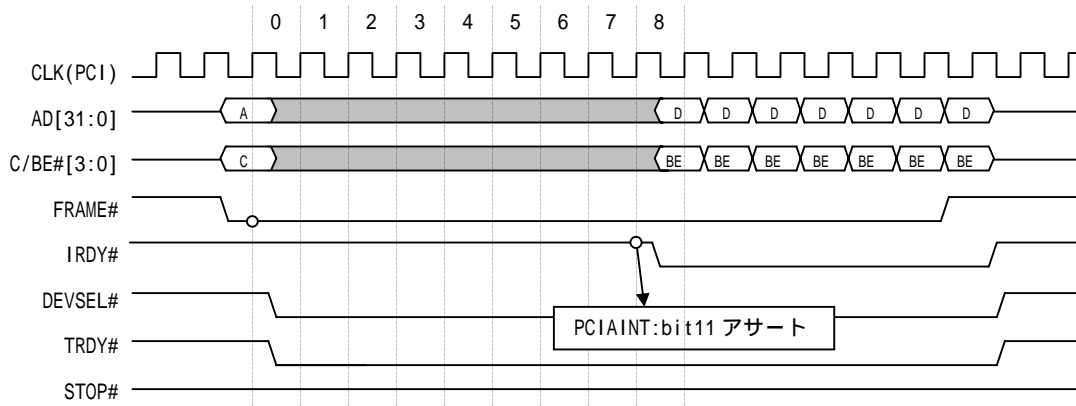 0 1 2 3 4 5 6 7 8
CLK(PCI)
AD[31:0] A D D D D D D D
C/BE#[3:0] C BE BE BE BE BE BE BE
FRAME#
IRDY#
DEVSEL#
PCIAINT:bit11 アサート
TRDY#
STOP#